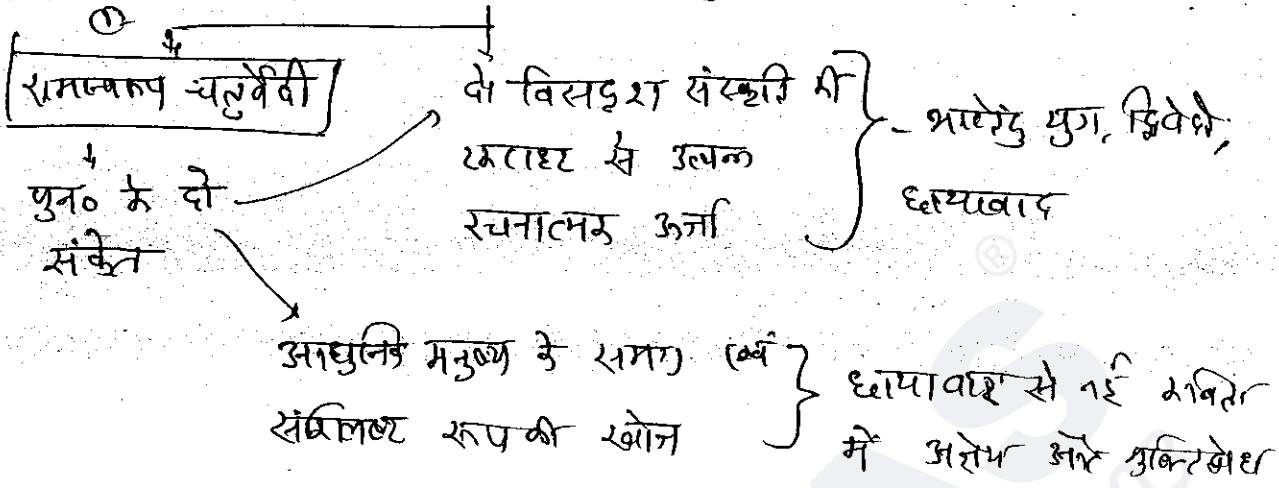 ①
रामस्वरूप चतुर्वेदी
पुन० के दो
संकेत
दो विसदृश संस्कृति की
टकराहट से उत्पन्न
रचनात्मक ऊर्जा
- भारतेंदु युग, द्विवेदी,
छायावाद
आधुनिक मनुष्य के समग्र एवं
संश्लिष्ट रूप की खोज
छायावाद से नई कविता
में अज्ञेय और मुक्तिबोध